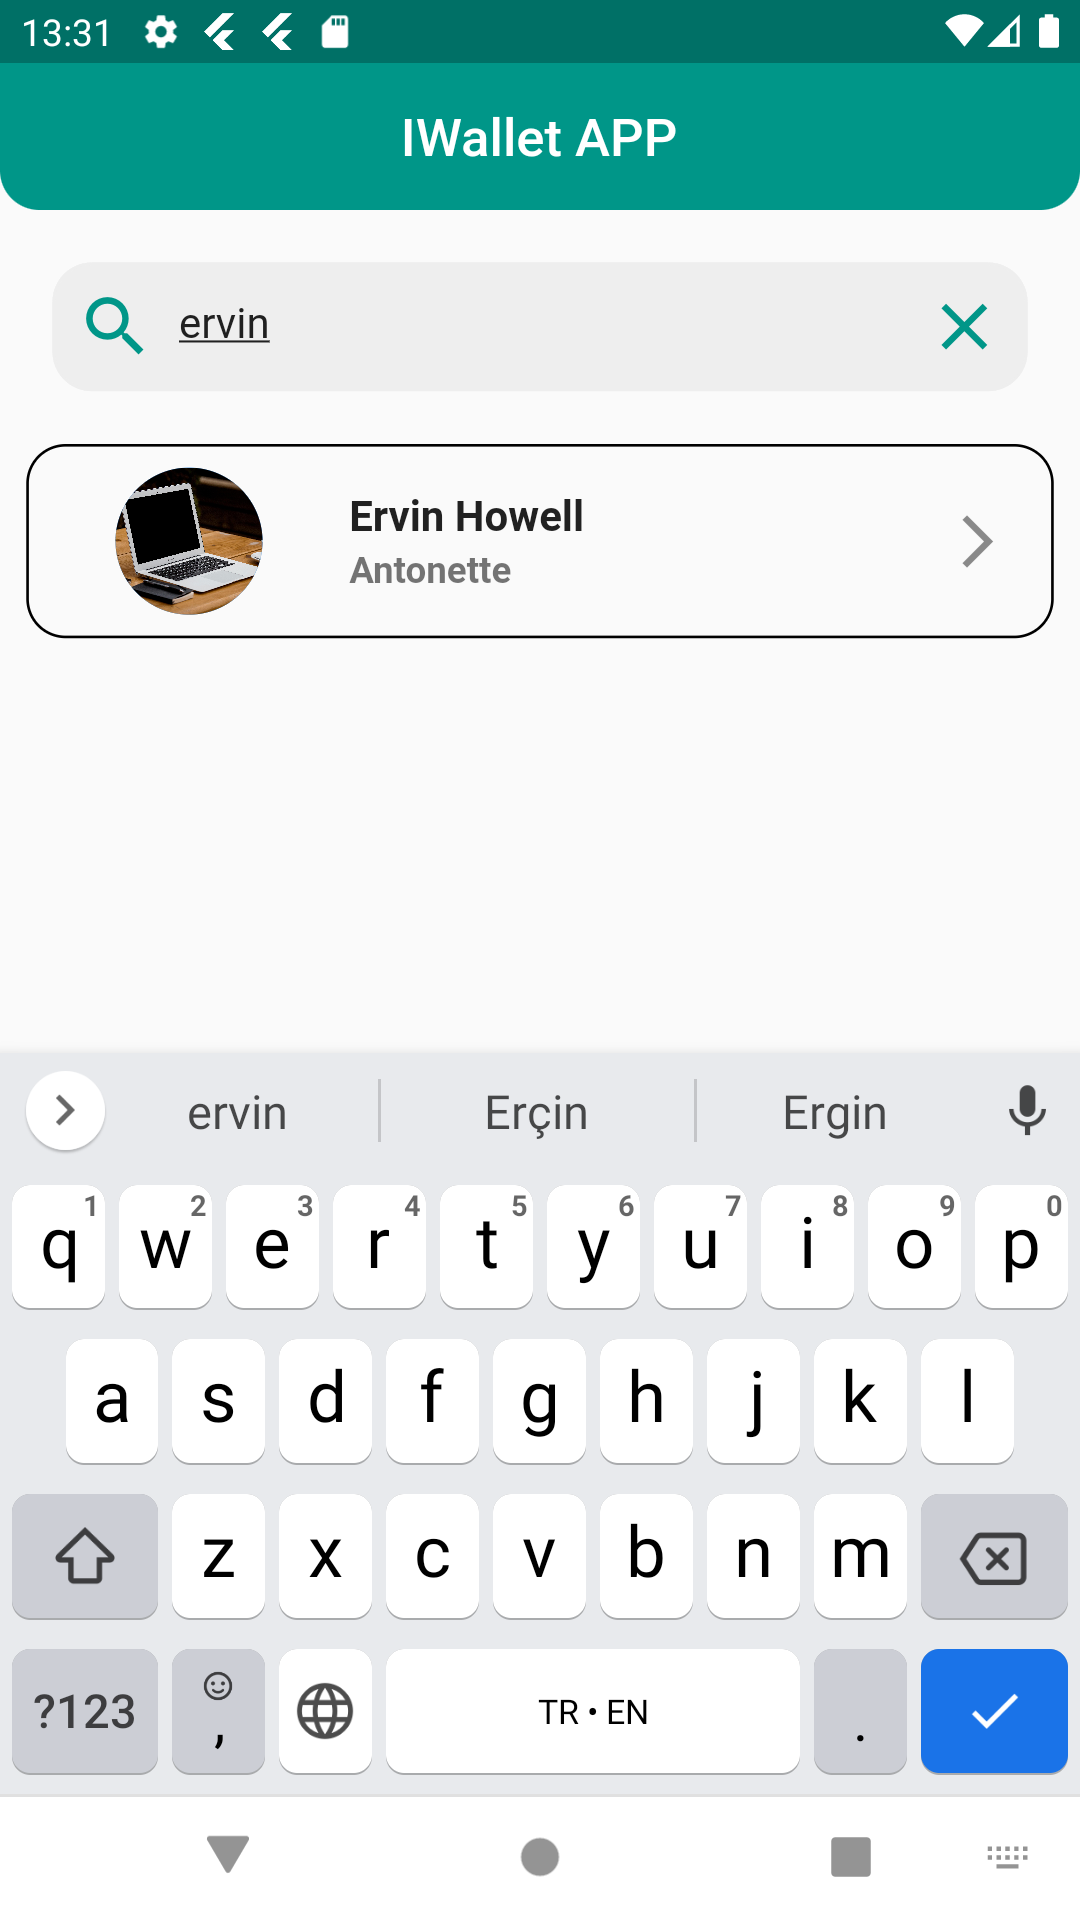 13:31
IWallet APP
ervin
Ervin Howell
Antonette
ervin Erçin Ergin
1 2 3 4 5 6 7 8 9 0
q w e r t y u i o p
a s d f g h j k l
z x c v b n m
?123 , TR • EN .